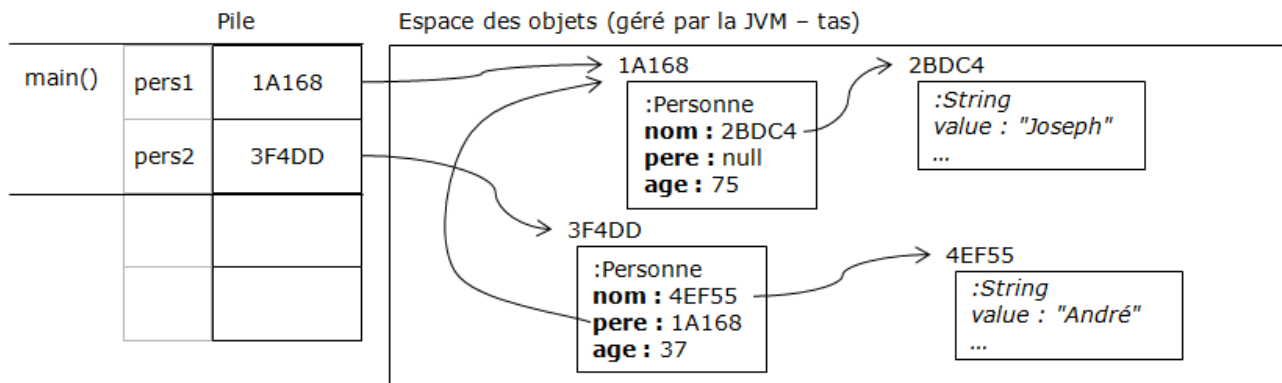 Pile
Espace des objets (géré par la JVM – tas)
main()
pers1
1A168
pers2
3F4DD
1A168
:Personne
nom : 2BDC4
pere : null
age : 75
2BDC4
:String
value : "Joseph"
...
3F4DD
:Personne
nom : 4EF55
pere : 1A168
age : 37
4EF55
:String
value : "André"
...